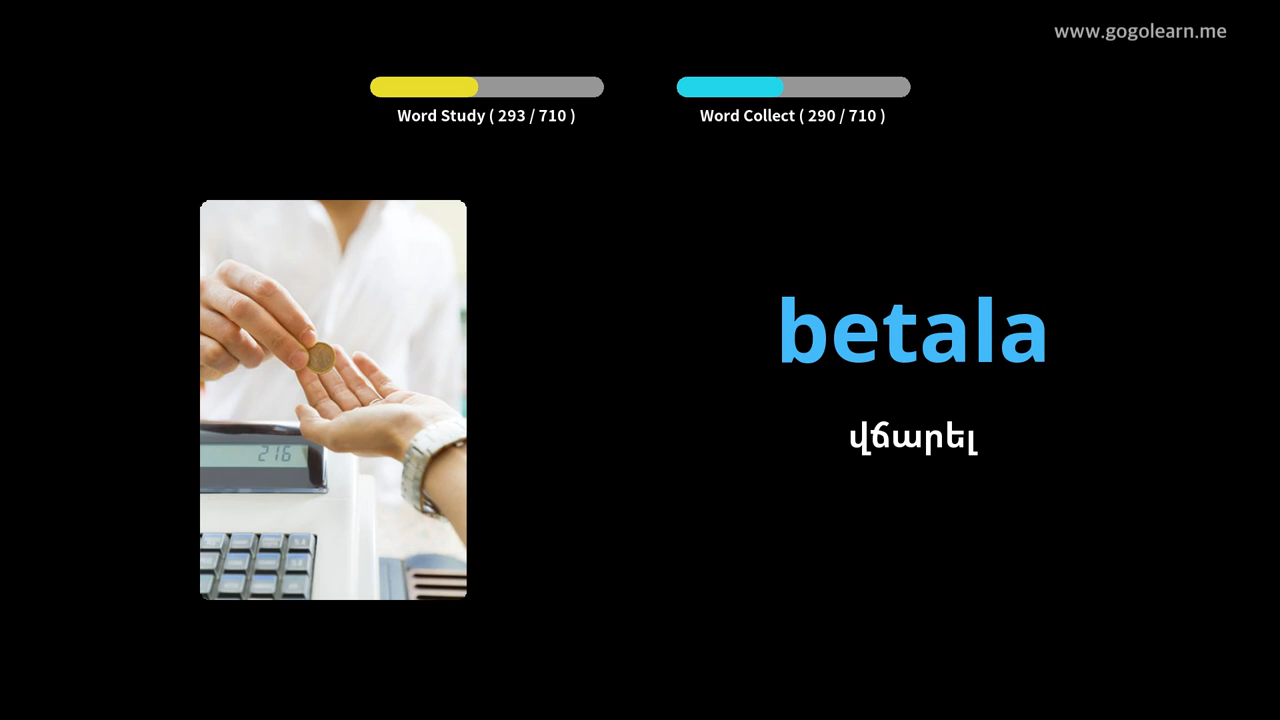 www.gogolearn.me
Word Study ( 293 / 710 )
Word Collect ( 290 / 710 )
betala
վճարել
216